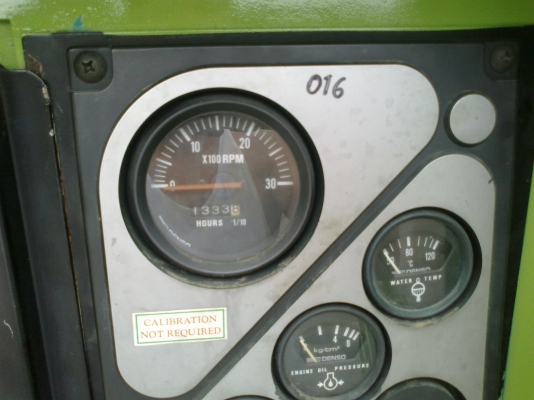 016
10 20
X100 RPM
0 30
13338
HOURS 1/10
80 120
°C
WATER TEMP
CALIBRATION
NOT REQUIRED
kg/cm²
DENSO
ENGINE OIL PRESSURE